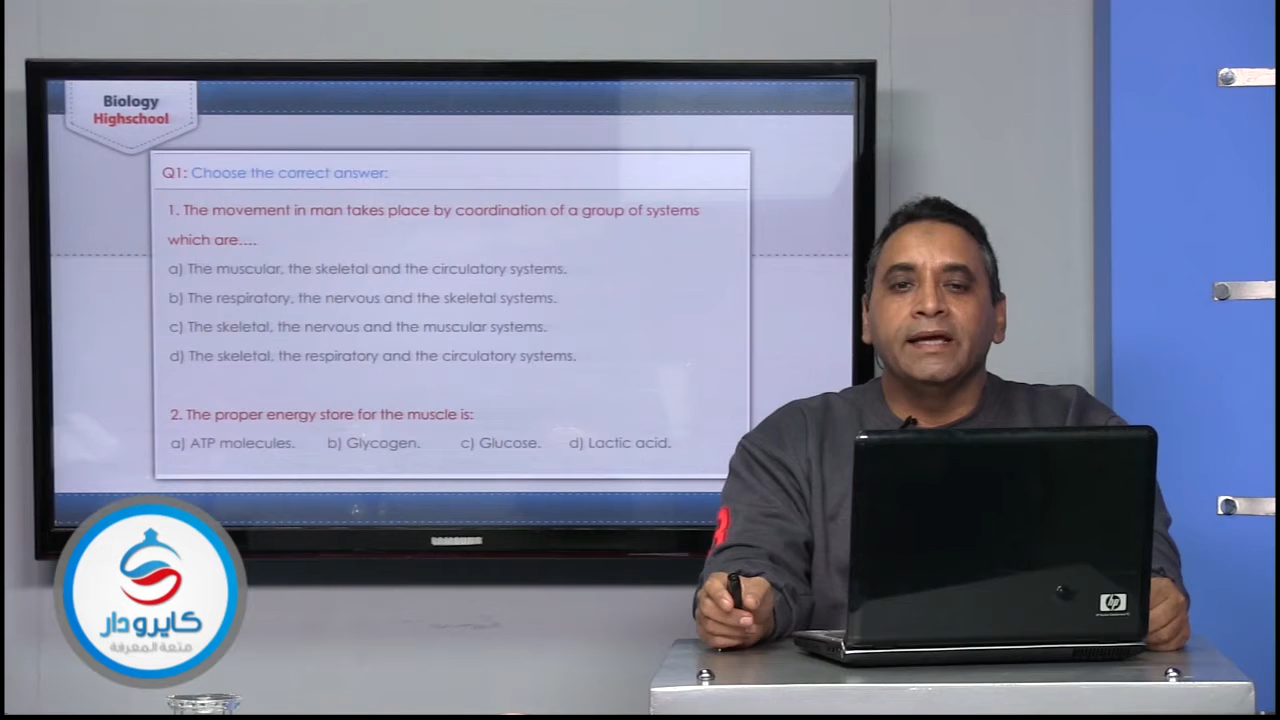 Biology
Highschool
Q1: Choose the correct answer:
1. The movement in man takes place by coordination of a group of systems
which are....
a) The muscular, the skeletal and the circulatory systems.
b) The respiratory, the nervous and the skeletal systems.
c) The skeletal, the nervous and the muscular systems.
d) The skeletal, the respiratory and the circulatory systems.
2. The proper energy store for the muscle is:
a) ATP molecules. b) Glycogen. c) Glucose. d) Lactic acid.
SAMSUNG
كايرودار
متعة المعرفة
hp